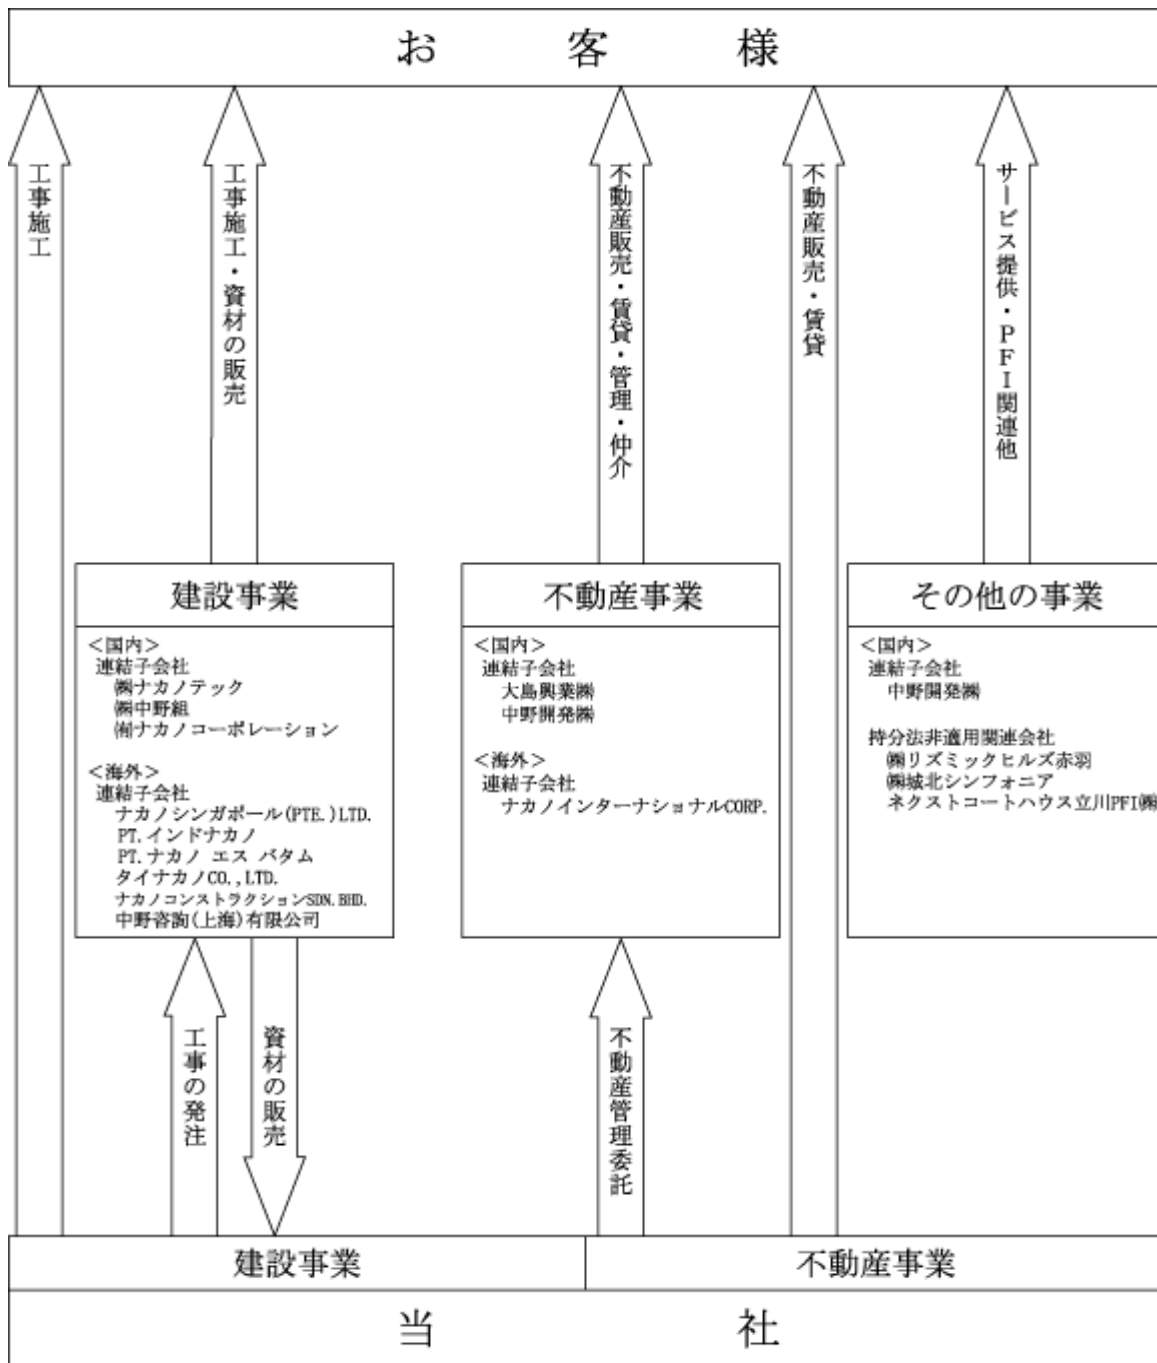 お客様
工事施工
工事施工・資材の販売
不動産販売・賃貸・管理・仲介
不動産販売・賃貸
サービス提供・PFI関連他
建設事業
<国内>
連結子会社
㈱ナカノテック
㈱中野組
㈲ナカノコーポレーション
<海外>
連結子会社
ナカノシンガポール(PTE.)LTD.
PT.インドナカノ
PT.ナカノ エス バタム
タイナカノCO.,LTD.
ナカノコンストラクションSDN.BHD.
中野咨詢(上海)有限公司
不動産事業
<国内>
連結子会社
大島興業㈱
中野開発㈱
<海外>
連結子会社
ナカノインターナショナルCORP.
その他の事業
<国内>
連結子会社
中野開発㈱
持分法非適用関連会社
㈱リズミックヒルズ赤羽
㈱城北シンフォニア
ネクストコートハウス立川PFI㈱
工事の発注
資材の販売
不動産管理委託
建設事業
不動産事業
当社